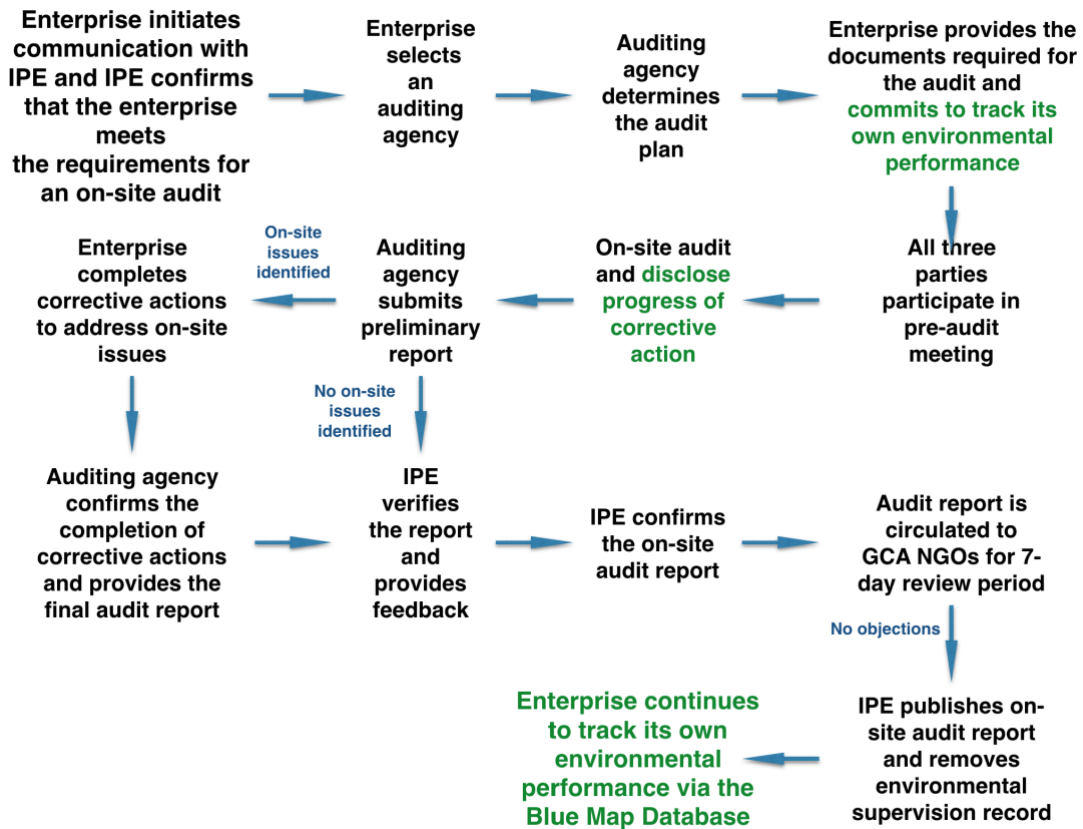 Enterprise initiates
communication with
IPE and IPE confirms
that the enterprise
meets
the requirements for
an on-site audit
Enterprise
selects
an
auditing
agency
Auditing
agency
determines
the audit
plan
Enterprise provides the
documents required for
the audit and
commits to track its
own environmental
performance
All three
parties
participate in
pre-audit
meeting
On-site audit
and disclose
progress of
corrective
action
Auditing
agency
submits
preliminary
report
On-site
issues
identified
Enterprise
completes
corrective actions
to address on-site
issues
No on-site
issues
identified
Auditing agency
confirms the
completion of
corrective actions
and provides the
final audit report
IPE
verifies
the report
and
provides
feedback
IPE confirms
the on-site
audit report
Audit report is
circulated to
GCA NGOs for 7-
day review period
No objections
IPE publishes on-
site audit report
and removes
environmental
supervision record
Enterprise continues
to track its own
environmental
performance via the
Blue Map Database